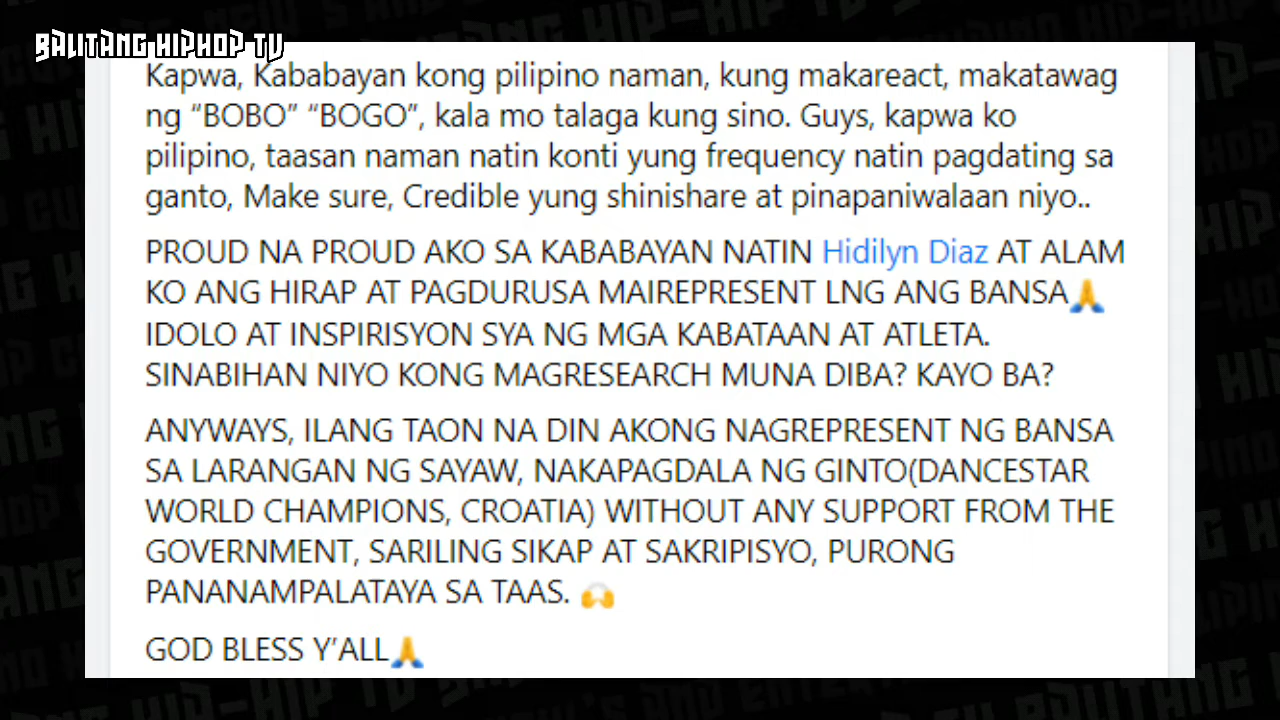 BALITANG HIPHOP TV
Kapwa, Kababayan kong pilipino naman, kung makareact, makatawag
ng “BOBO” “BOGO”, kala mo talaga kung sino. Guys, kapwa ko
pilipino, taasan naman natin konti yung frequency natin pagdating sa
ganto, Make sure, Credible yung shinishare at pinapaniwalaan niyo..
PROUD NA PROUD AKO SA KABABAYAN NATIN Hidilyn Diaz AT ALAM
KO ANG HIRAP AT PAGDURUSA MAIREPRESENT LNG ANG BANSA🙏
IDOLO AT INSPIRISYON SYA NG MGA KABATAAN AT ATLETA.
SINABIHAN NIYO KONG MAGRESEARCH MUNA DIBA? KAYO BA?
ANYWAYS, ILANG TAON NA DIN AKONG NAGREPRESENT NG BANSA
SA LARANGAN NG SAYAW, NAKAPAGDALA NG GINTO(DANCESTAR
WORLD CHAMPIONS, CROATIA) WITHOUT ANY SUPPORT FROM THE
GOVERNMENT, SARILING SIKAP AT SAKRIPISYO, PURONG
PANANAMPALATAYA SA TAAS. 🙌
GOD BLESS Y’ALL🙏